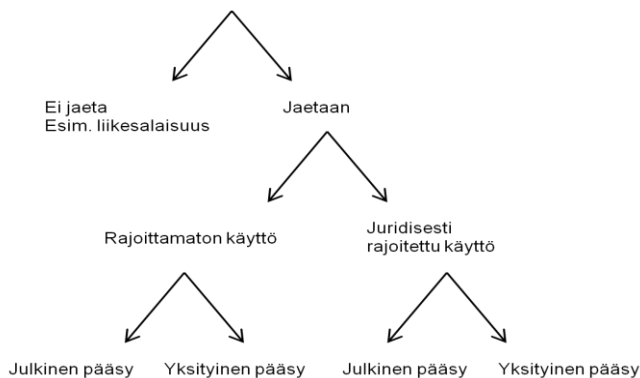 Ei jaeta
Esim. liikesalaisuus
Jaetaan
Rajoittamaton käyttö
Juridisesti
rajoitettu käyttö
Julkinen pääsy
Yksityinen pääsy
Julkinen pääsy
Yksityinen pääsy